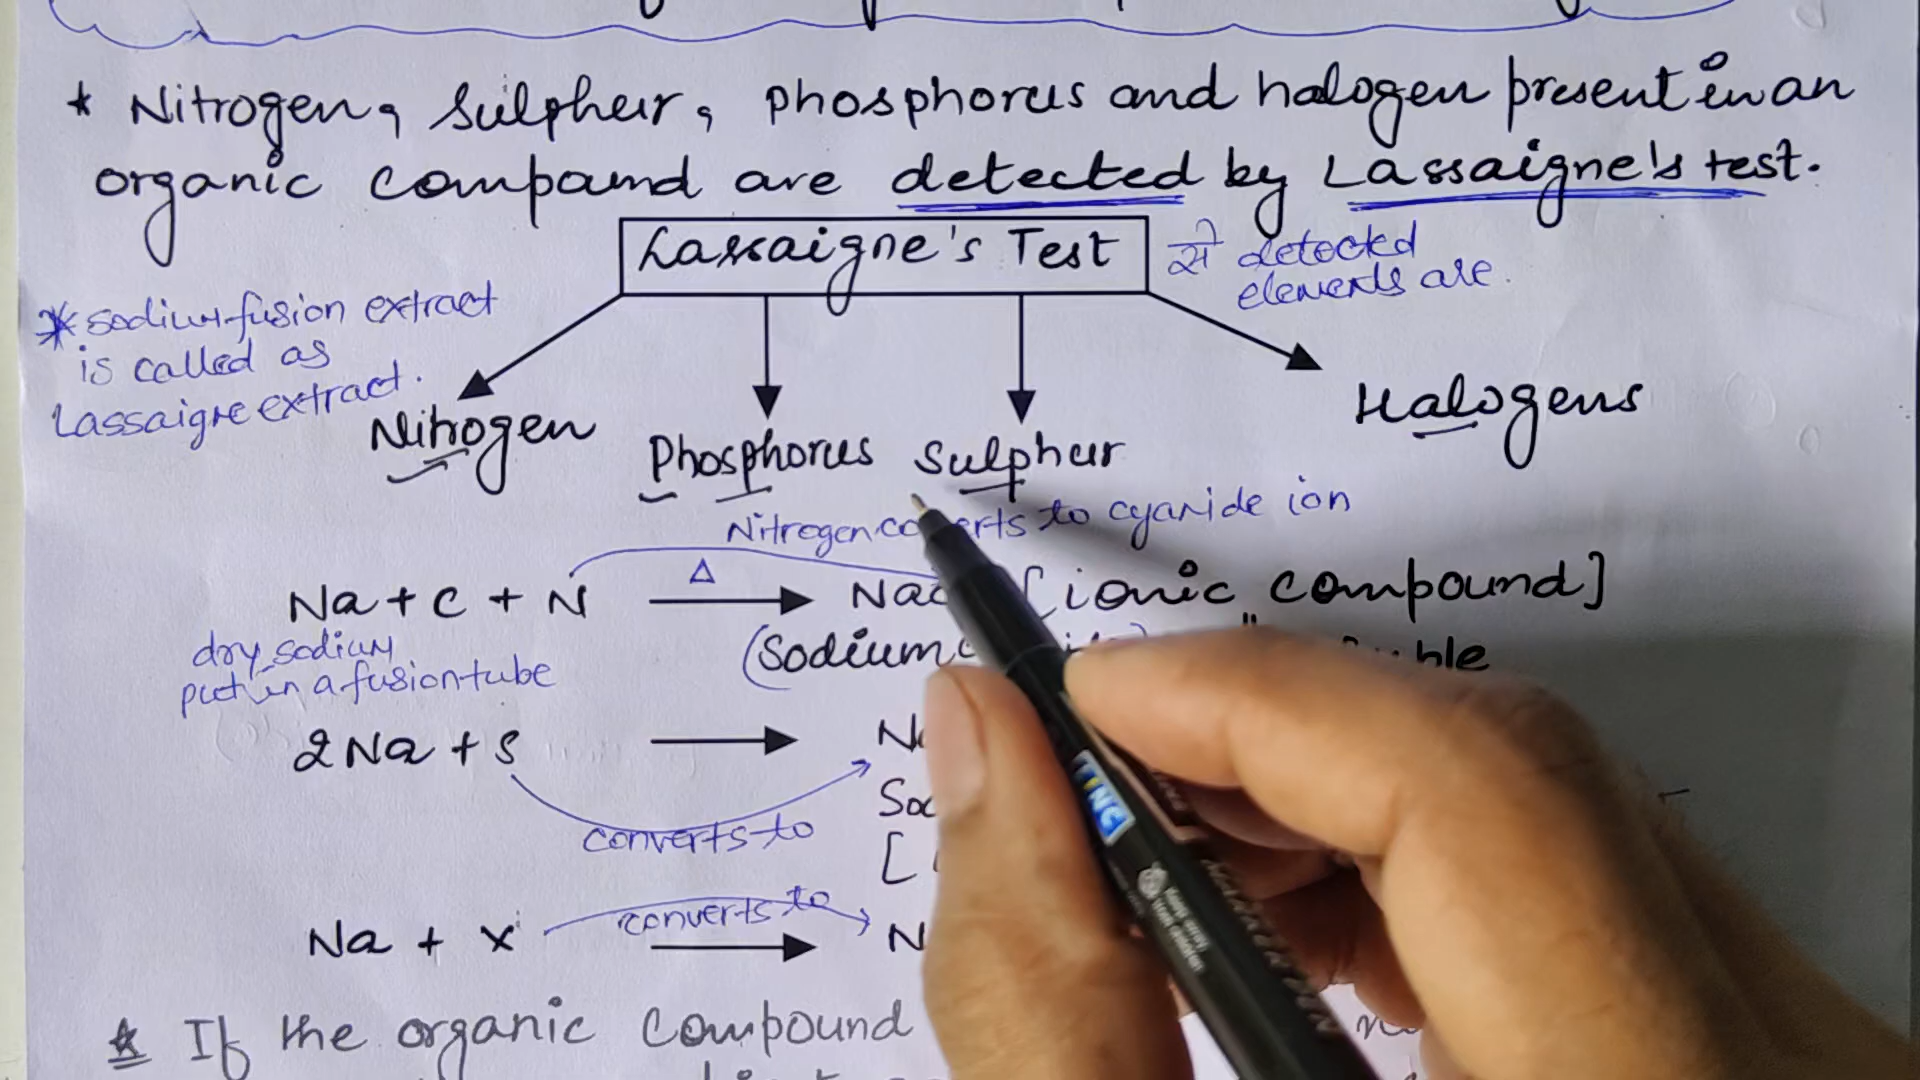 * Nitrogen, Sulphur, phosphorus and halogen present in an
organic compound are detected by Lassaigne's test.
Lassaigne's Test
से detected
elements are.
* sodium fusion extract
is called as
Lassaigne extract.
Nitrogen
Phosphorus
Sulphur
Halogens
Nitrogen converts to cyanide ion
Na + C + N
Δ
[ionic compound]
dry sodium
put in a fusion tube
(Sodium
2Na + S
converts to
Na + X
converts to
* If the organic compound
LINC